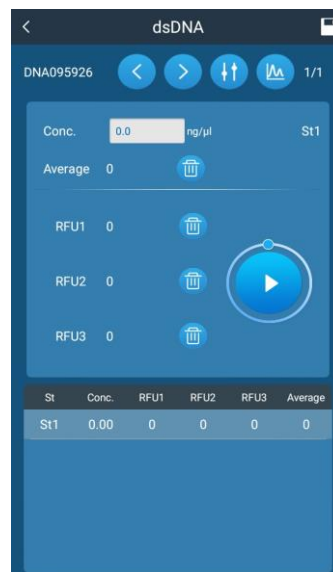 dsDNA
DNA095926 1/1
Conc. 0.0 ng/µl St1
Average 0
RFU1 0
RFU2 0
RFU3 0
St Conc. RFU1 RFU2 RFU3 Average
St1 0.00 0 0 0 0